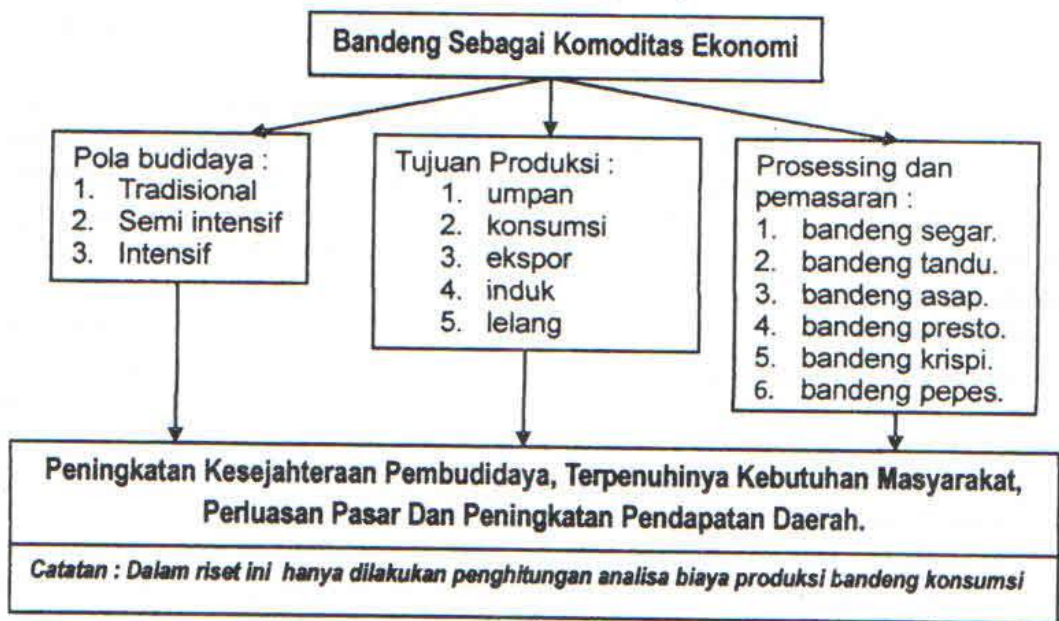 Bandeng Sebagai Komoditas Ekonomi
Pola budidaya :
1. Tradisional
2. Semi intensif
3. Intensif
Tujuan Produksi :
1. umpan
2. konsumsi
3. ekspor
4. induk
5. lelang
Prosessing dan
pemasaran :
1. bandeng segar.
2. bandeng tandu.
3. bandeng asap.
4. bandeng presto.
5. bandeng krispi.
6. bandeng pepes.
Peningkatan Kesejahteraan Pembudidaya, Terpenuhinya Kebutuhan Masyarakat,
Perluasan Pasar Dan Peningkatan Pendapatan Daerah.
Catatan : Dalam riset ini hanya dilakukan penghitungan analisa biaya produksi bandeng konsumsi